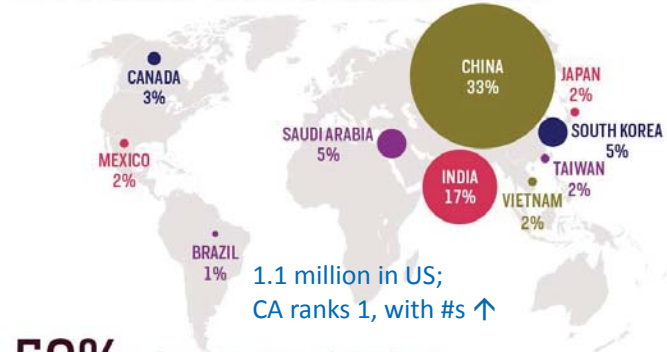 CHINA
33%
CANADA
3%
JAPAN
2%
SAUDI ARABIA
5%
SOUTH KOREA
5%
MEXICO
2%
TAIWAN
2%
INDIA
17%
VIETNAM
2%
BRAZIL
1%
1.1 million in US;
CA ranks 1, with #s ↑